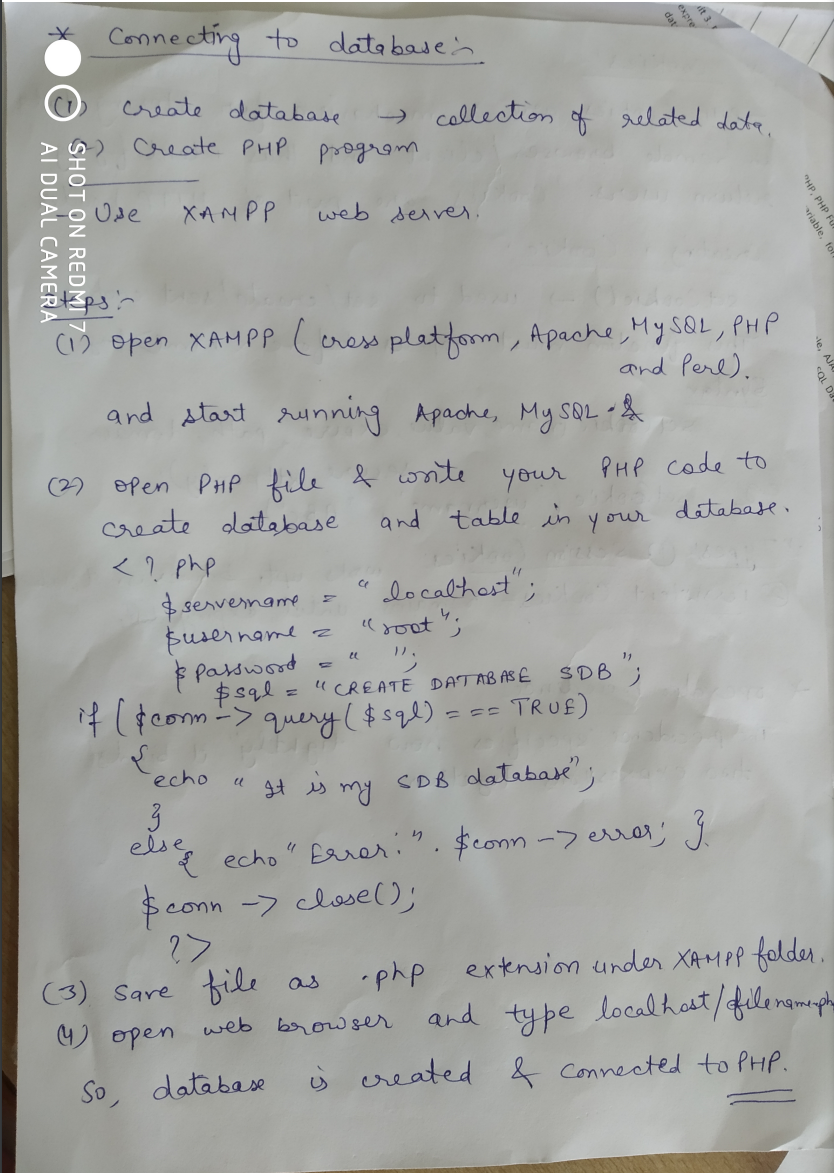 * Connecting to database:-
(1) Create database → collection of related data.
(2) Create PHP program
- Use XAMPP web server.
Steps:-
(1) open XAMPP ( cross platform, Apache, MySQL, PHP
and Perl).
and start running Apache, MySQL. &
(2) open PHP file & write your PHP code to
create database and table in your database.
<? php
$servername = "localhost";
$username = "root";
$password = " ";
$sql = "CREATE DATABASE SDB";
if ($conn -> query($sql) === TRUE)
{
echo "It is my SDB database";
}
else { echo "Error:". $conn -> error; }
$conn -> close();
?>
(3) Save file as .php extension under XAMPP folder.
(4) open web browser and type localhost/filename.ph
So, database is created & connected to PHP.
SHOT ON REDMI 7
AI DUAL CAMERA